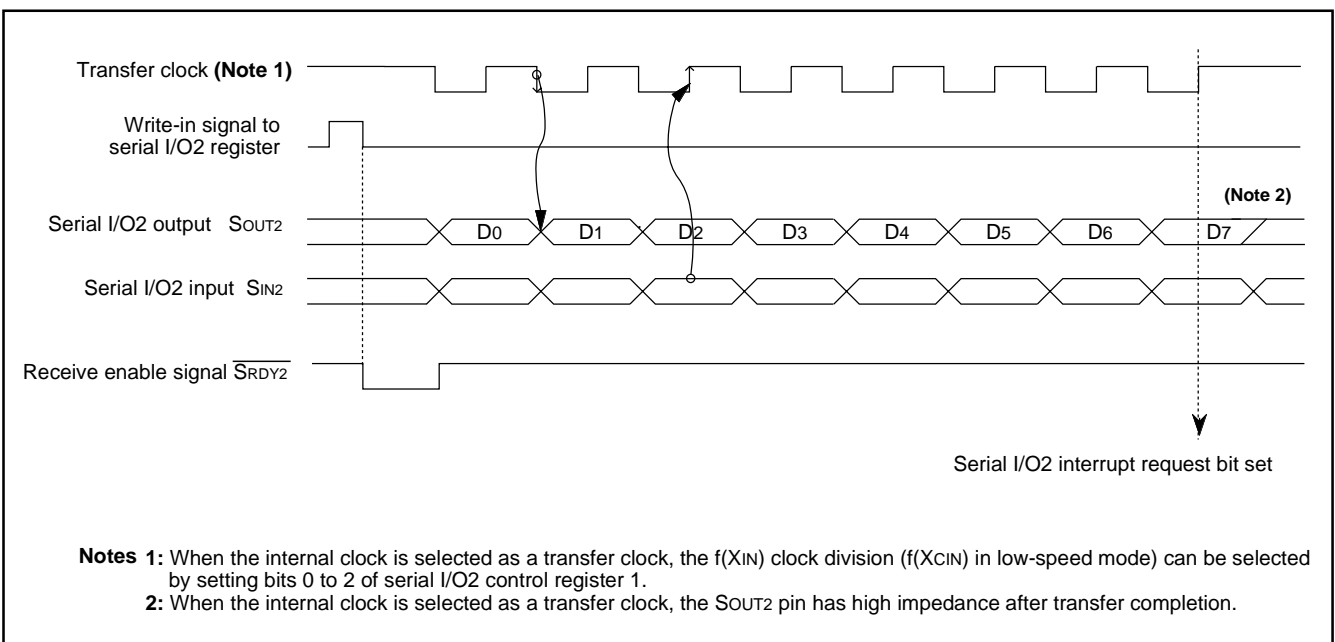 Transfer clock (Note 1)
Write-in signal to
serial I/O2 register
(Note 2)
Serial I/O2 output SOUT2
D0 D1 D2 D3 D4 D5 D6 D7
Serial I/O2 input SIN2
Receive enable signal SRDY2
Serial I/O2 interrupt request bit set
Notes 1: When the internal clock is selected as a transfer clock, the f(XIN) clock division (f(XCIN) in low-speed mode) can be selected
by setting bits 0 to 2 of serial I/O2 control register 1.
2: When the internal clock is selected as a transfer clock, the SOUT2 pin has high impedance after transfer completion.